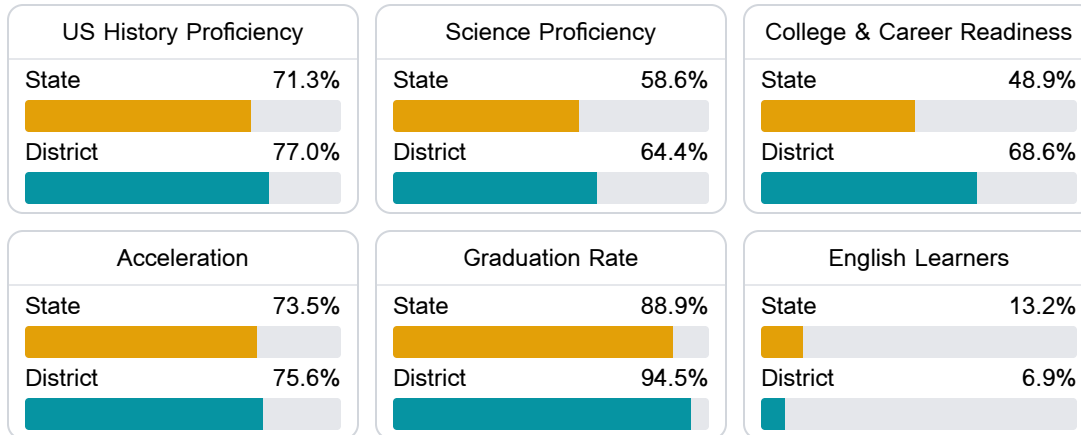 US History Proficiency
State 71.3%
District 77.0%
Science Proficiency
State 58.6%
District 64.4%
College & Career Readiness
State 48.9%
District 68.6%
Acceleration
State 73.5%
District 75.6%
Graduation Rate
State 88.9%
District 94.5%
English Learners
State 13.2%
District 6.9%